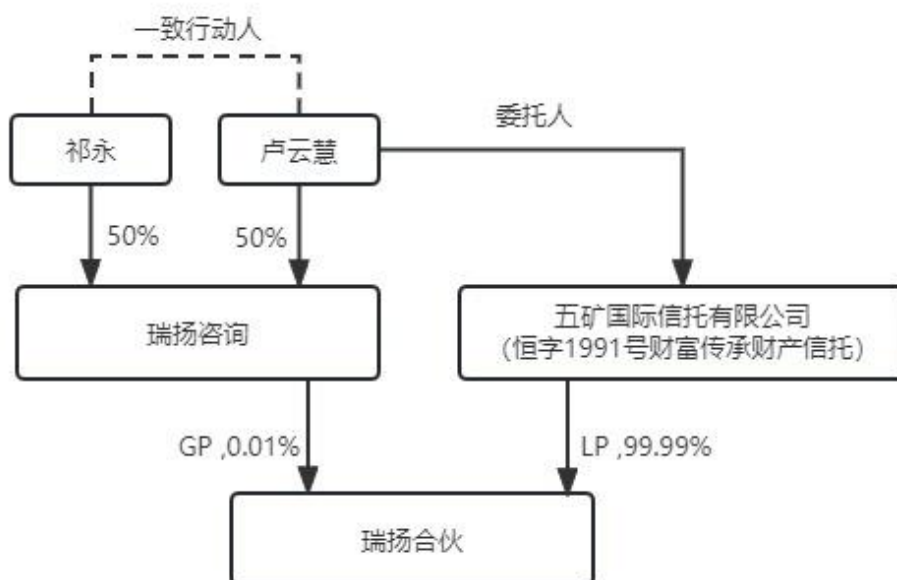 一致行动人
祁永
卢云慧
委托人
50%
50%
瑞扬咨询
五矿国际信托有限公司
（恒字1991号财富传承财产信托）
GP ,0.01%
LP ,99.99%
瑞扬合伙